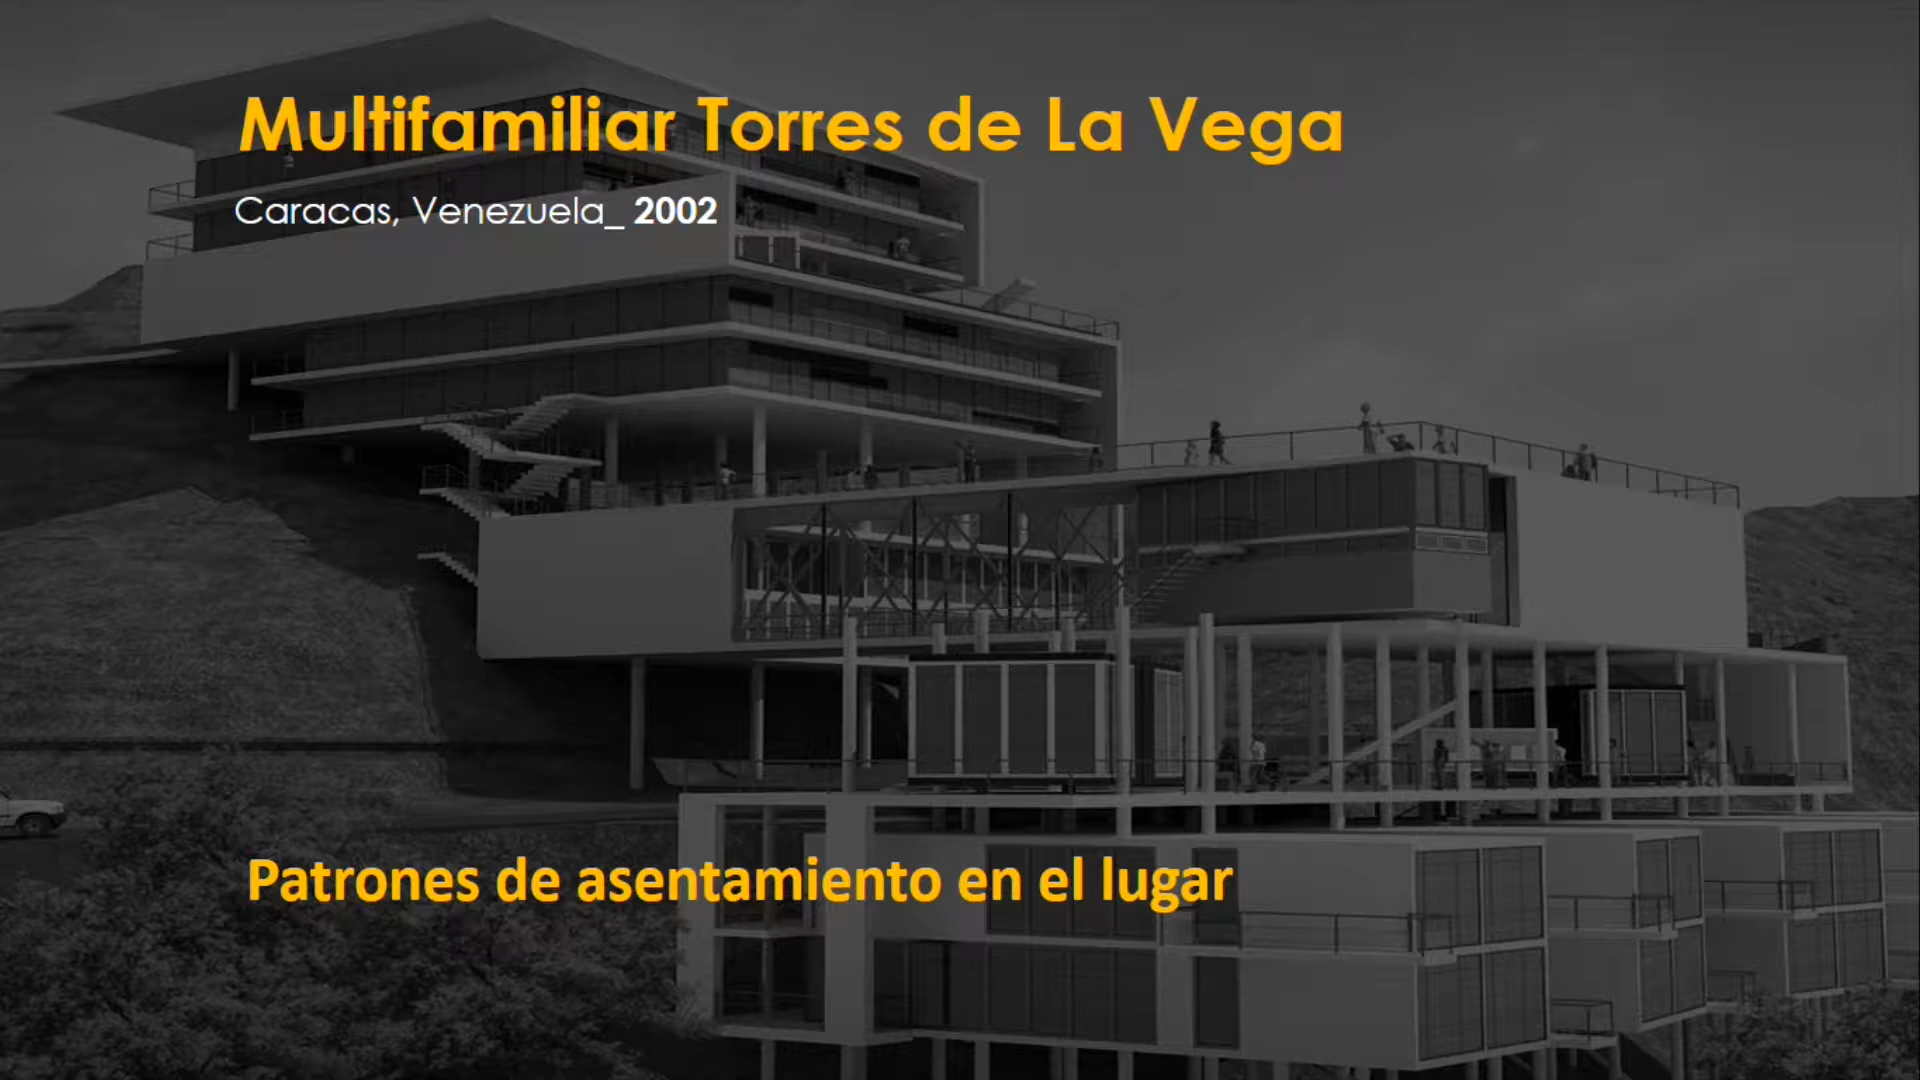 Multifamiliar Torres de La Vega
Caracas, Venezuela_ 2002
Patrones de asentamiento en el lugar